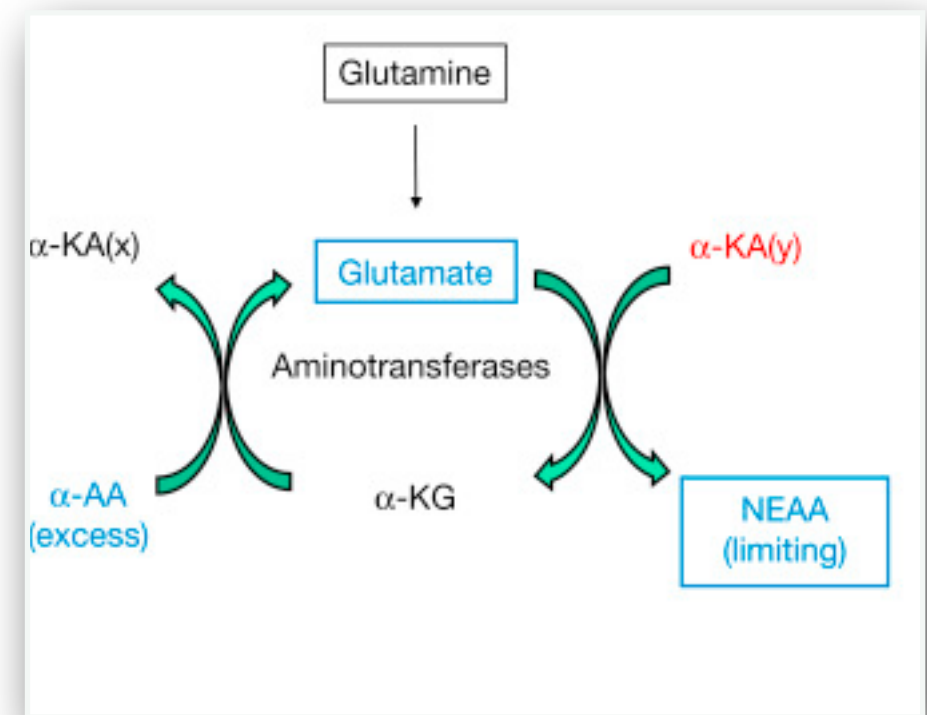 Glutamine
α-KA(x)
Glutamate
α-KA(y)
Aminotransferases
α-AA
(excess)
α-KG
NEAA
(limiting)